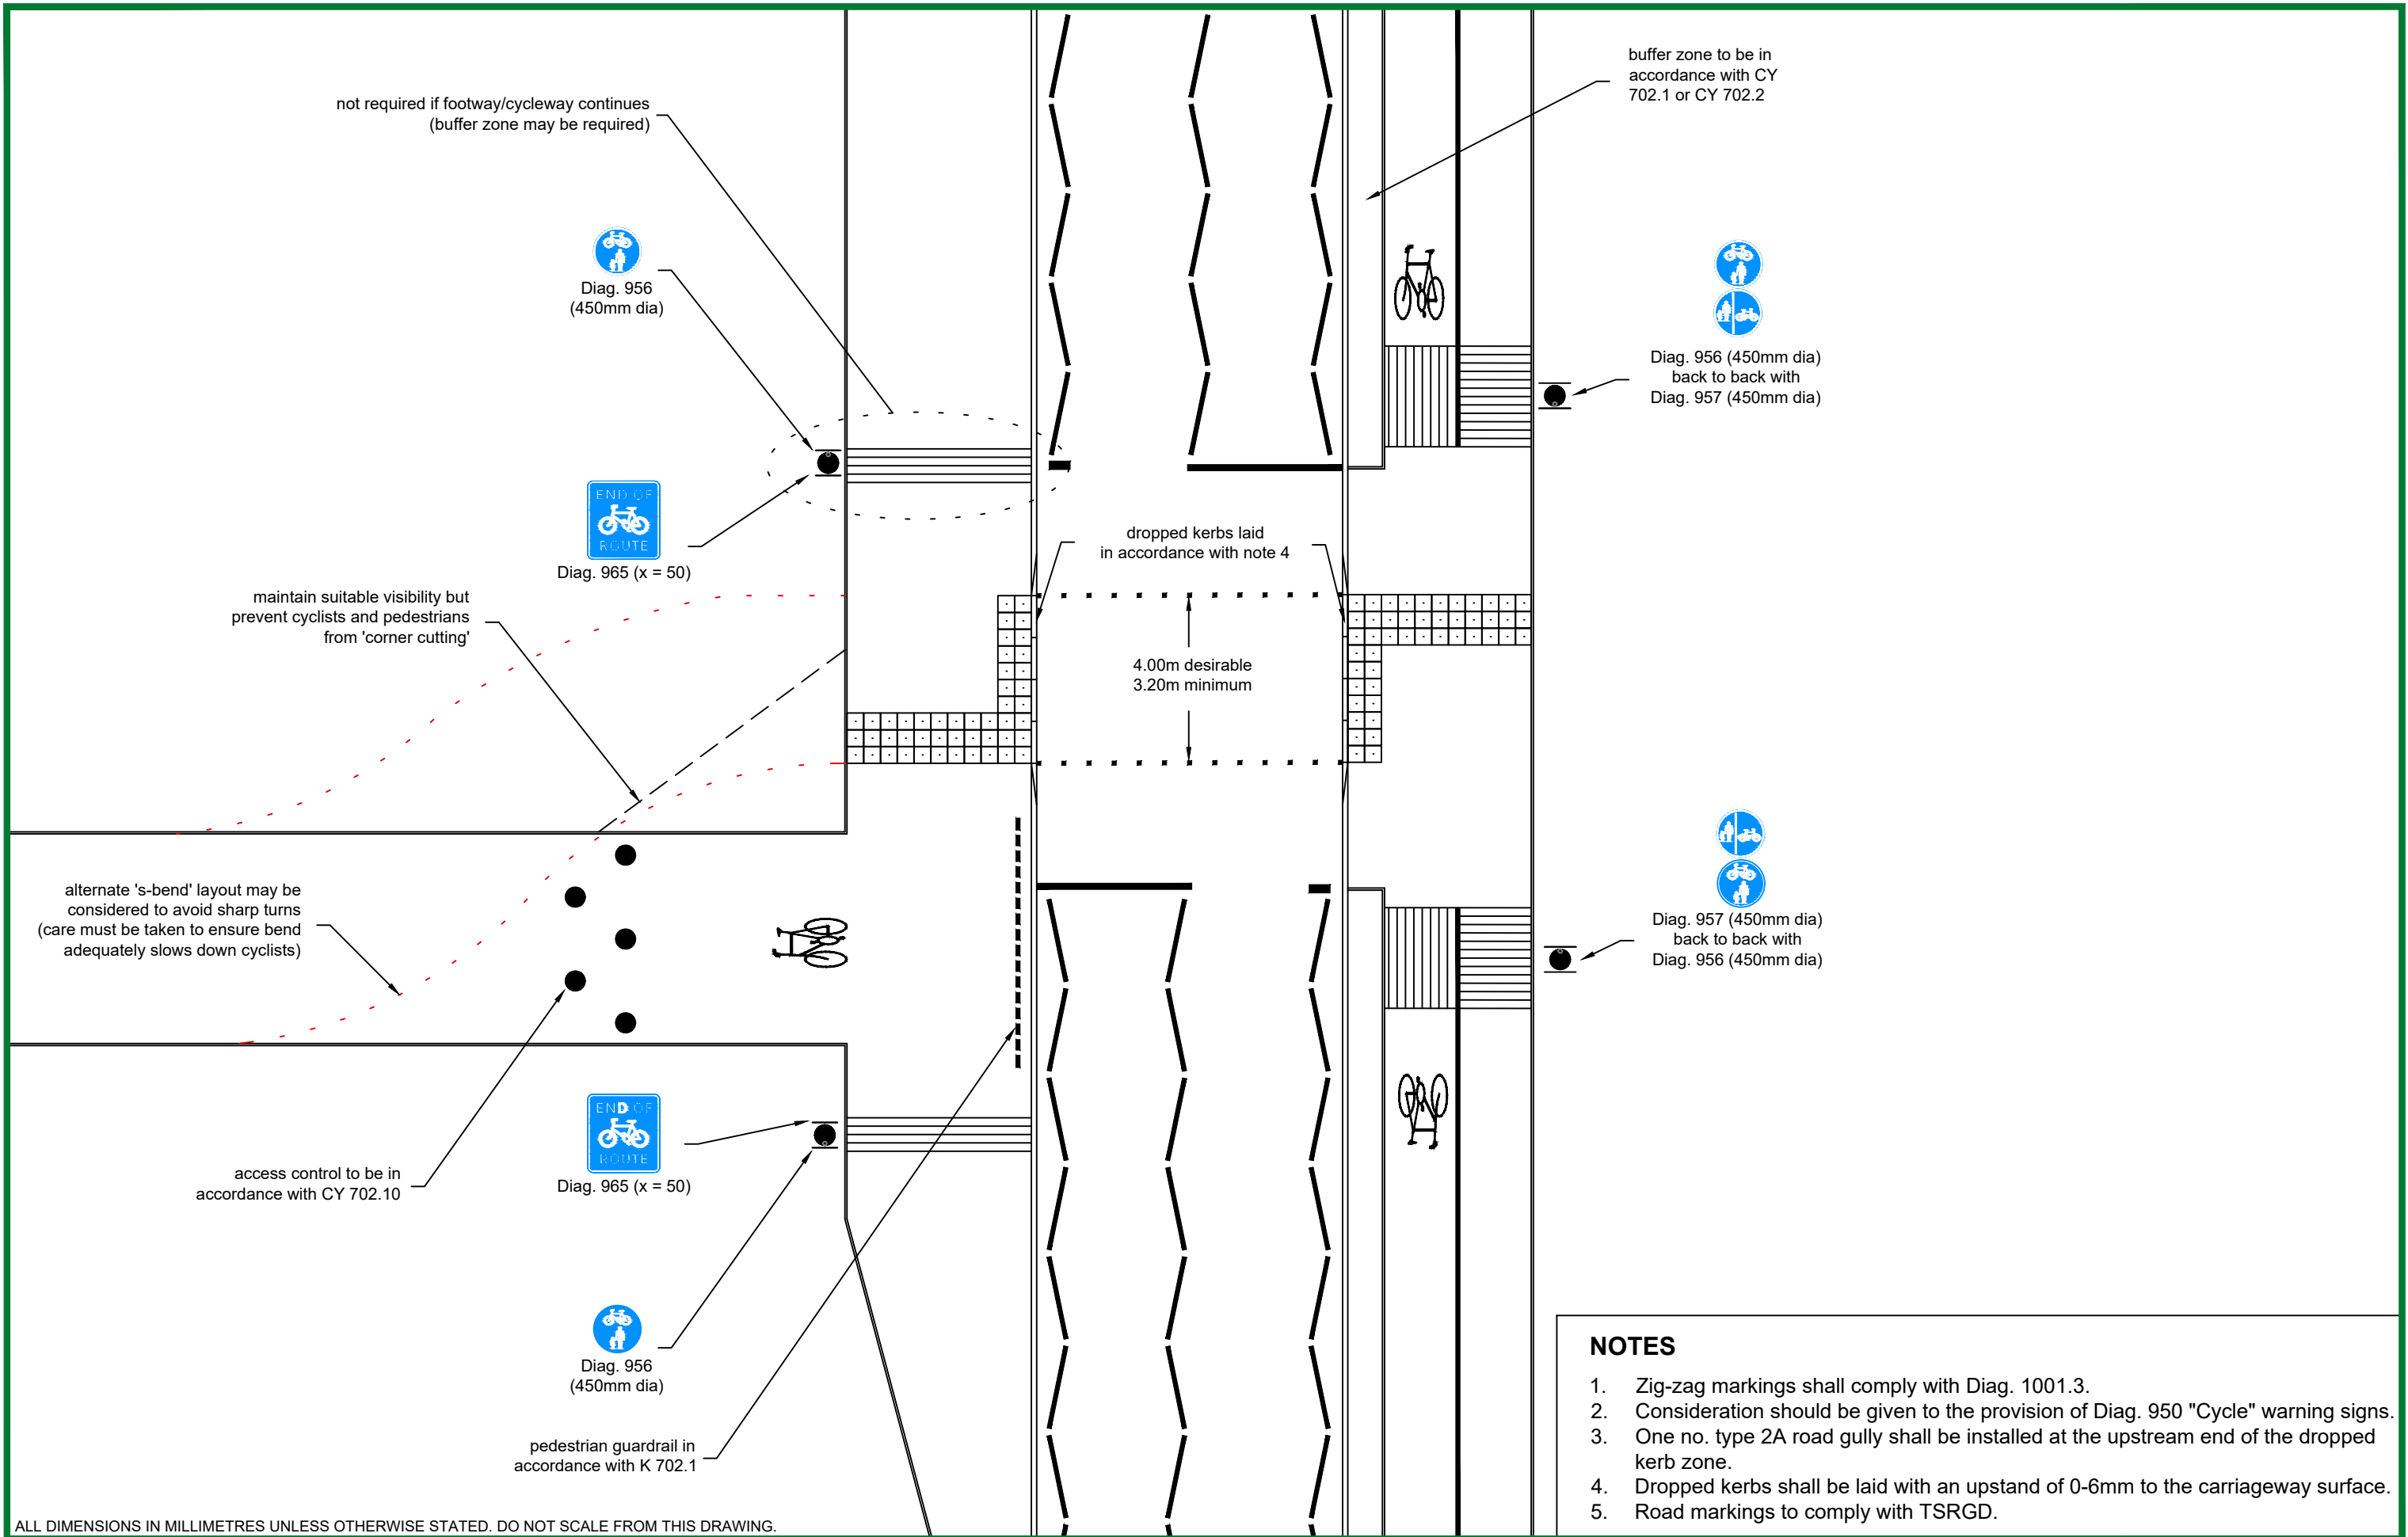 buffer zone to be in
accordance with CY
702.1 or CY 702.2
not required if footway/cycleway continues
(buffer zone may be required)
Diag. 956
(450mm dia)
Diag. 956 (450mm dia)
back to back with
Diag. 957 (450mm dia)
END OF
ROUTE
Diag. 965 (x = 50)
dropped kerbs laid
in accordance with note 4
maintain suitable visibility but
prevent cyclists and pedestrians
from 'corner cutting'
4.00m desirable
3.20m minimum
alternate 's-bend' layout may be
considered to avoid sharp turns
(care must be taken to ensure bend
adequately slows down cyclists)
Diag. 957 (450mm dia)
back to back with
Diag. 956 (450mm dia)
END OF
ROUTE
Diag. 965 (x = 50)
access control to be in
accordance with CY 702.10
Diag. 956
(450mm dia)
pedestrian guardrail in
accordance with K 702.1
NOTES
1. Zig-zag markings shall comply with Diag. 1001.3.
2. Consideration should be given to the provision of Diag. 950 "Cycle" warning signs.
3. One no. type 2A road gully shall be installed at the upstream end of the dropped
kerb zone.
4. Dropped kerbs shall be laid with an upstand of 0-6mm to the carriageway surface.
5. Road markings to comply with TSRGD.
ALL DIMENSIONS IN MILLIMETRES UNLESS OTHERWISE STATED. DO NOT SCALE FROM THIS DRAWING.